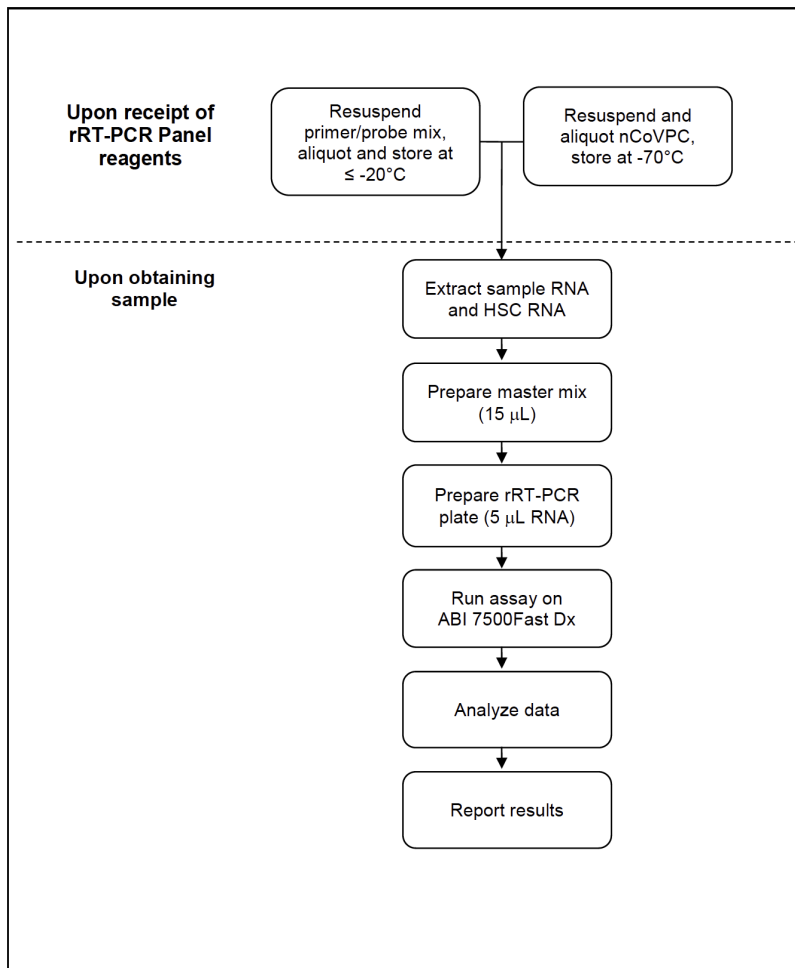 Upon receipt of
rRT-PCR Panel
reagents
Resuspend
primer/probe mix,
aliquot and store at
≤ -20°C
Resuspend and
aliquot nCoVPC,
store at -70°C
Upon obtaining
sample
Extract sample RNA
and HSC RNA
Prepare master mix
(15 μL)
Prepare rRT-PCR
plate (5 μL RNA)
Run assay on
ABI 7500Fast Dx
Analyze data
Report results